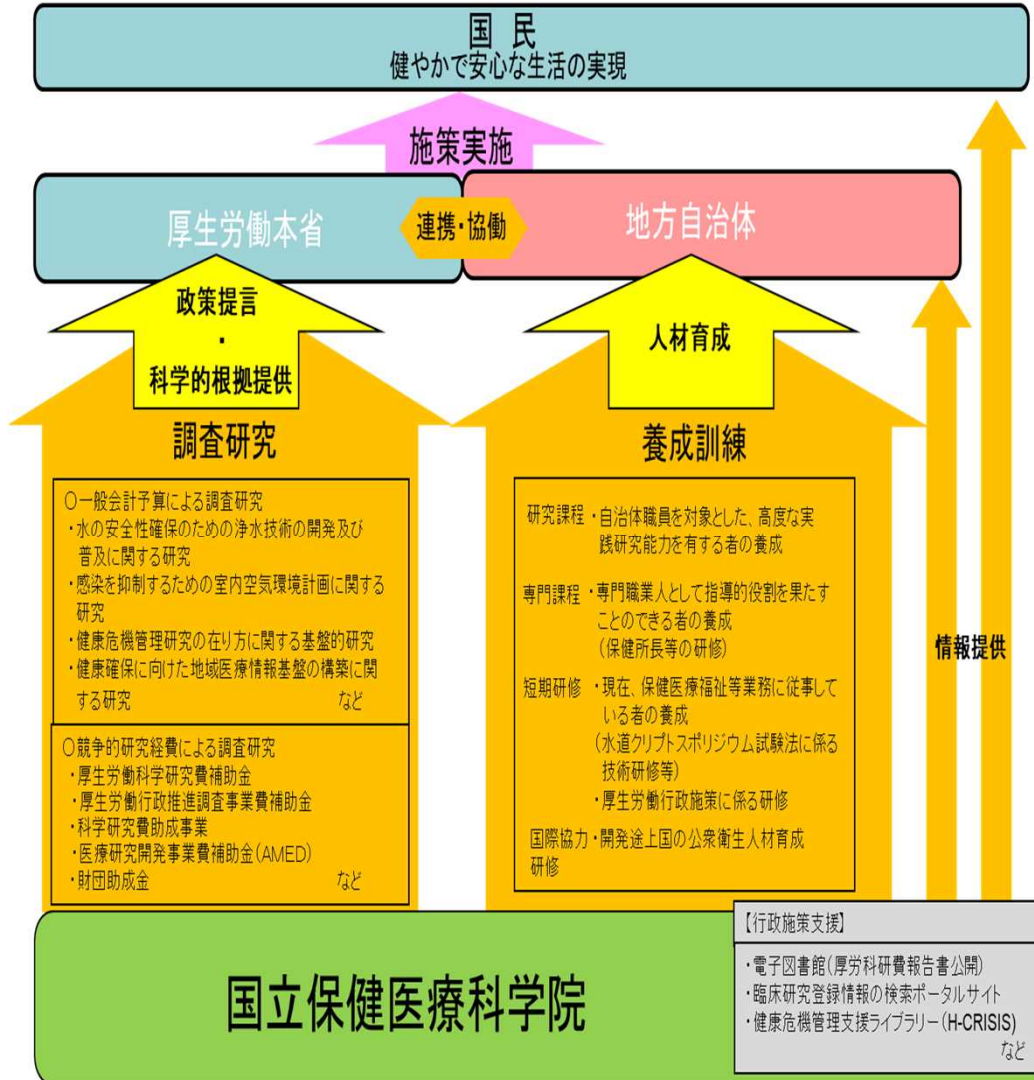 国 民
健やかで安心な生活の実現
施策実施
厚生労働本省
連携・協働
地方自治体
政策提言
・
科学的根拠提供
人材育成
調査研究
○一般会計予算による調査研究
・水の安全性確保のための浄水技術の開発及び
普及に関する研究
・感染を抑制するための室内空気環境計画に関する
研究
・健康危機管理研究の在り方に関する基盤的研究
・健康確保に向けた地域医療情報基盤の構築に関
する研究 など
○競争的研究経費による調査研究
・厚生労働科学研究費補助金
・厚生労働行政推進調査事業費補助金
・科学研究費助成事業
・医療研究開発事業費補助金(AMED)
・財団助成金 など
養成訓練
研究課程 ・自治体職員を対象とした、高度な実
践研究能力を有する者の養成
専門課程 ・専門職業人として指導的役割を果たす
ことのできる者の養成
(保健所長等の研修)
短期研修 ・現在、保健医療福祉等業務に従事して
いる者の養成
(水道クリプトスポリジウム試験法に係る
技術研修等)
・厚生労働行政施策に係る研修
国際協力・開発途上国の公衆衛生人材育成
研修
情報提供
国立保健医療科学院
【行政施策支援】
・電子図書館(厚労科研費報告書公開)
・臨床研究登録情報の検索ポータルサイト
・健康危機管理支援ライブラリー(H-CRISIS)
など